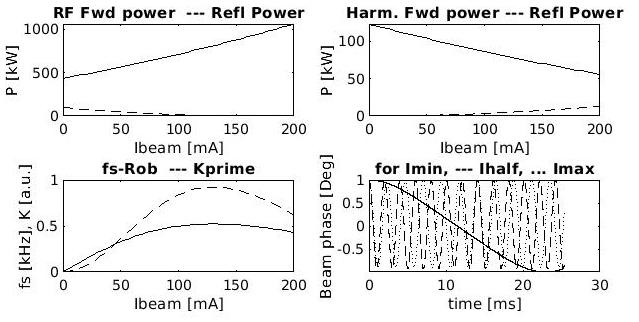 RF Fwd power --- Refl Power
P [kW]
1000
500
0
0 50 100 150 200
Ibeam [mA]
Harm. Fwd power --- Refl Power
P [kW]
100
50
0
0 50 100 150 200
Ibeam [mA]
fs-Rob --- Kprime
fs [kHz], K [a.u.]
1
0.5
0
0 50 100 150 200
Ibeam [mA]
for Imin, --- Ihalf, ... Imax
Beam phase [Deg]
1
0.5
0
-0.5
0 10 20 30
time [ms]